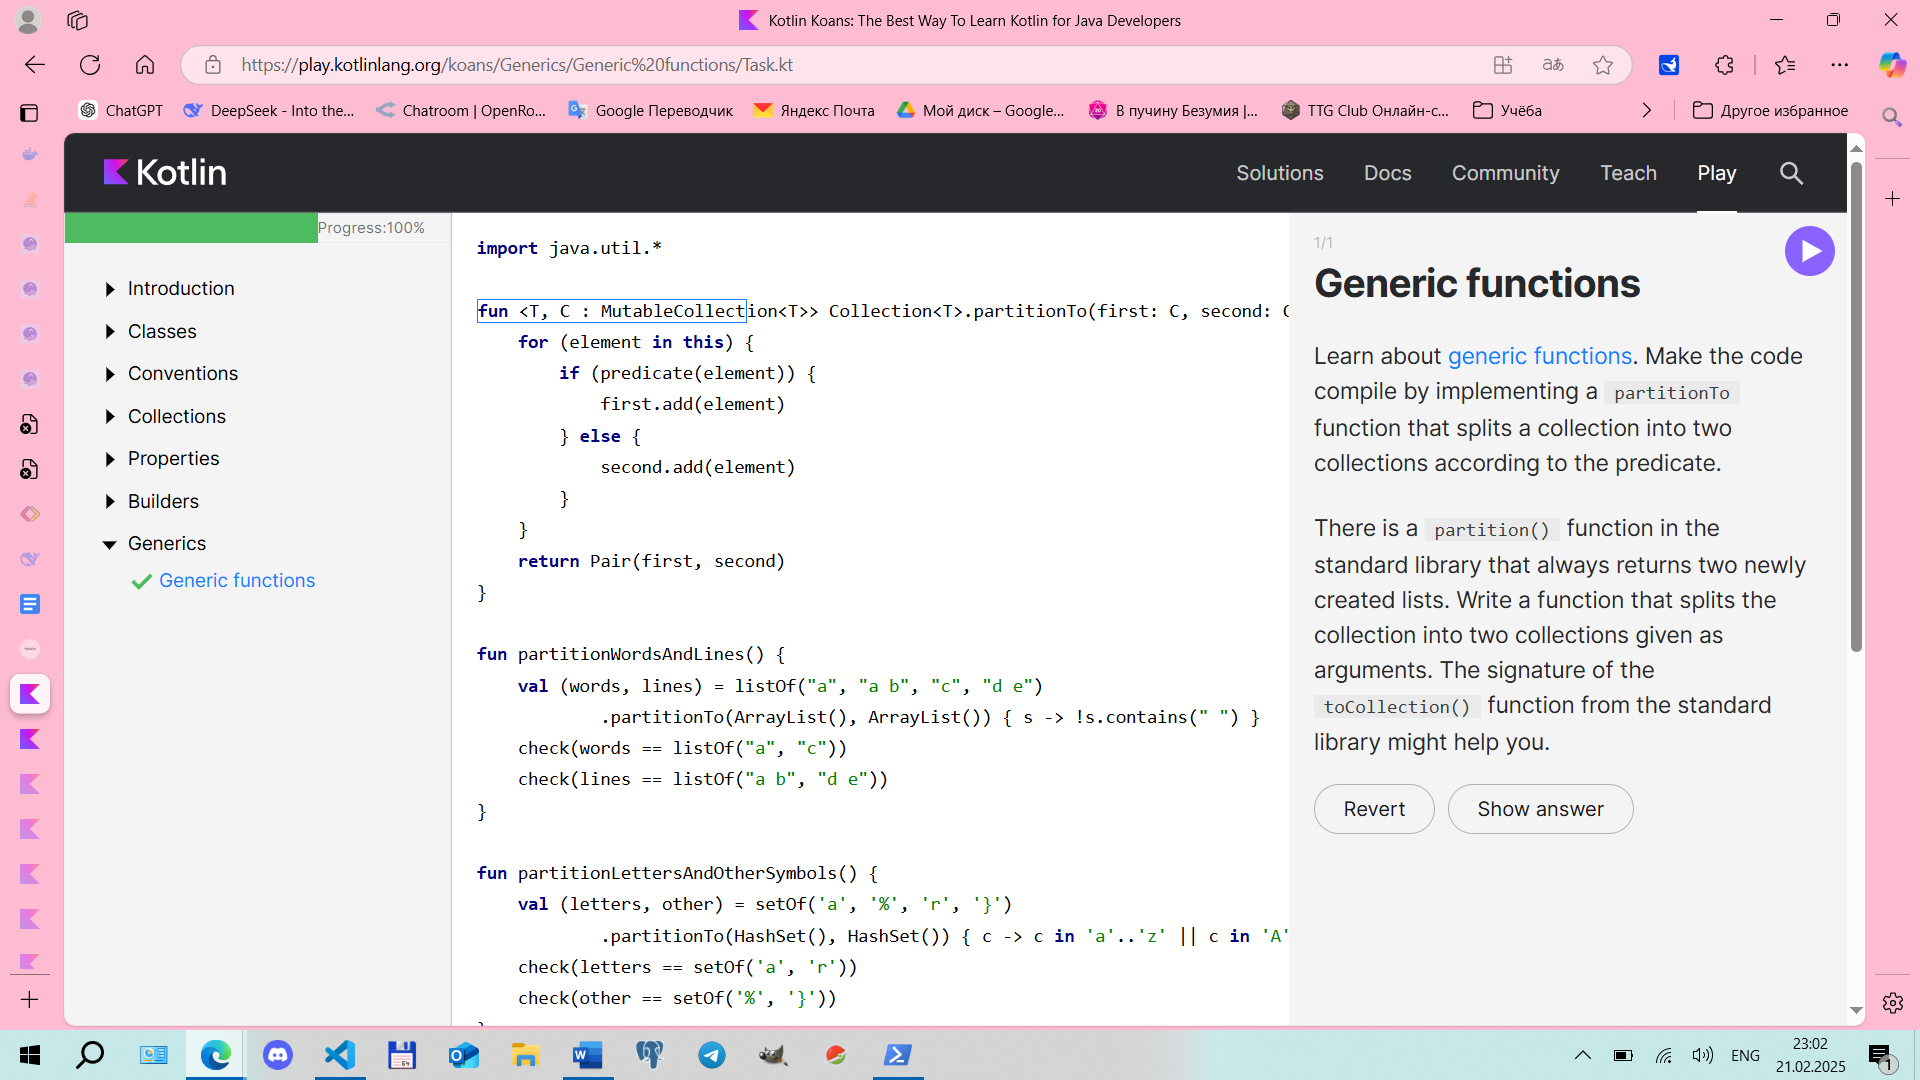 Kotlin Koans: The Best Way To Learn Kotlin for Java Developers
https://play.kotlinlang.org/koans/Generics/Generic%20functions/Task.kt
ChatGPT
DeepSeek - Into the...
Chatroom | OpenRo...
Google Переводчик
Яндекс Почта
Мой диск – Google...
В пучину Безумия |...
TTG Club Онлайн-с...
Учёба
Другое избранное
Kotlin
Solutions
Docs
Community
Teach
Play
Progress:100%
Introduction
Classes
Conventions
Collections
Properties
Builders
Generics
Generic functions
import java.util.*
fun <T, C : MutableCollection<T>> Collection<T>.partitionTo(first: C, second: C
for (element in this) {
if (predicate(element)) {
first.add(element)
} else {
second.add(element)
}
}
return Pair(first, second)
}
fun partitionWordsAndLines() {
val (words, lines) = listOf("a", "a b", "c", "d e")
.partitionTo(ArrayList(), ArrayList()) { s -> !s.contains(" ") }
check(words == listOf("a", "c"))
check(lines == listOf("a b", "d e"))
}
fun partitionLettersAndOtherSymbols() {
val (letters, other) = setOf('a', '%', 'r', '}')
.partitionTo(HashSet(), HashSet()) { c -> c in 'a'..'z' || c in 'A'
check(letters == setOf('a', 'r'))
check(other == setOf('%', '}'))
1/1
Generic functions
Learn about generic functions. Make the code
compile by implementing a partitionTo
function that splits a collection into two
collections according to the predicate.
There is a partition() function in the
standard library that always returns two newly
created lists. Write a function that splits the
collection into two collections given as
arguments. The signature of the
toCollection() function from the standard
library might help you.
Revert
Show answer
ENG
23:02
21.02.2025
1